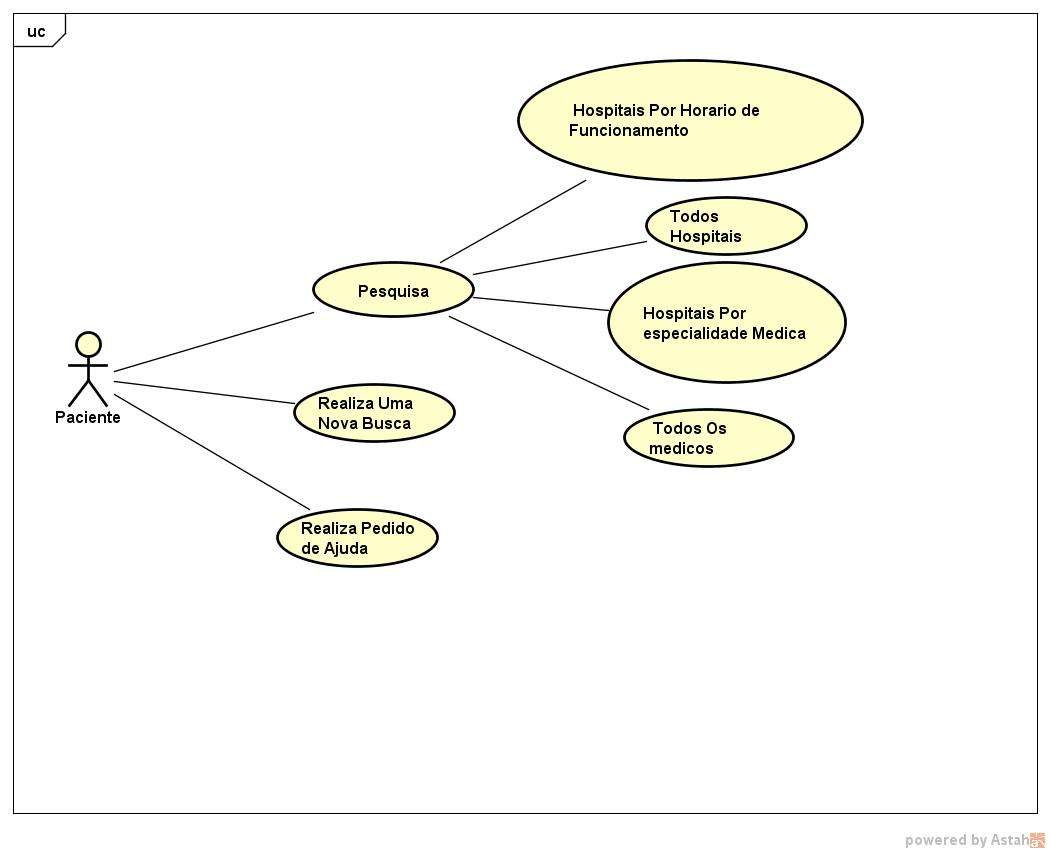 uc
Hospitais Por Horario de
Funcionamento
Todos
Hospitais
Pesquisa
Hospitais Por
especialidade Medica
Paciente
Realiza Uma
Nova Busca
Todos Os
medicos
Realiza Pedido
de Ajuda
powered by Astah